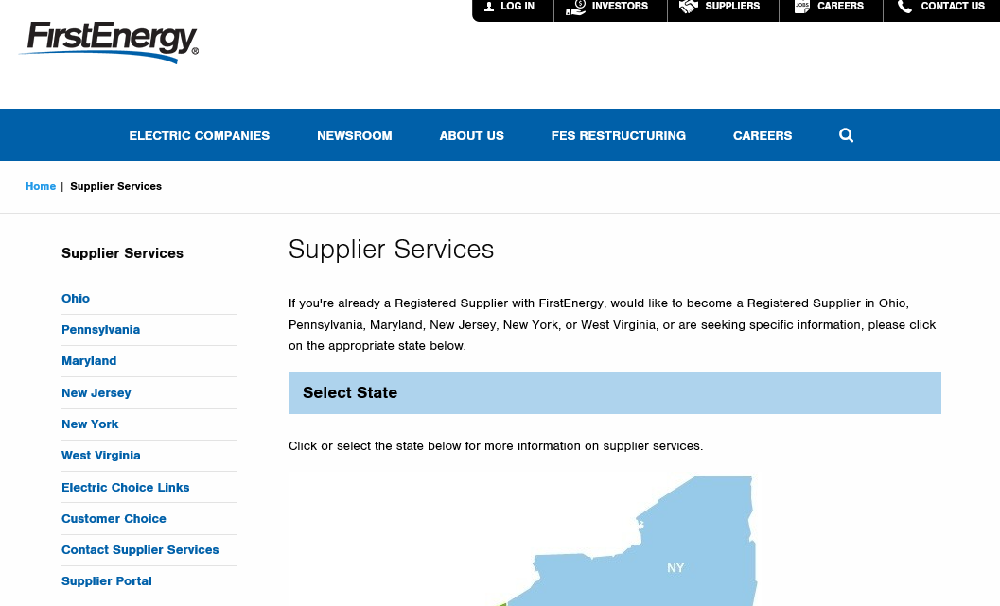 LOG IN
INVESTORS
SUPPLIERS
JOBS
CAREERS
CONTACT US
FirstEnergy®
ELECTRIC COMPANIES
NEWSROOM
ABOUT US
FES RESTRUCTURING
CAREERS
Home | Supplier Services
Supplier Services
Ohio
Pennsylvania
Maryland
New Jersey
New York
West Virginia
Electric Choice Links
Customer Choice
Contact Supplier Services
Supplier Portal
Supplier Services
If you're already a Registered Supplier with FirstEnergy, would like to become a Registered Supplier in Ohio,
Pennsylvania, Maryland, New Jersey, New York, or West Virginia, or are seeking specific information, please click
on the appropriate state below.
Select State
Click or select the state below for more information on supplier services.
NY